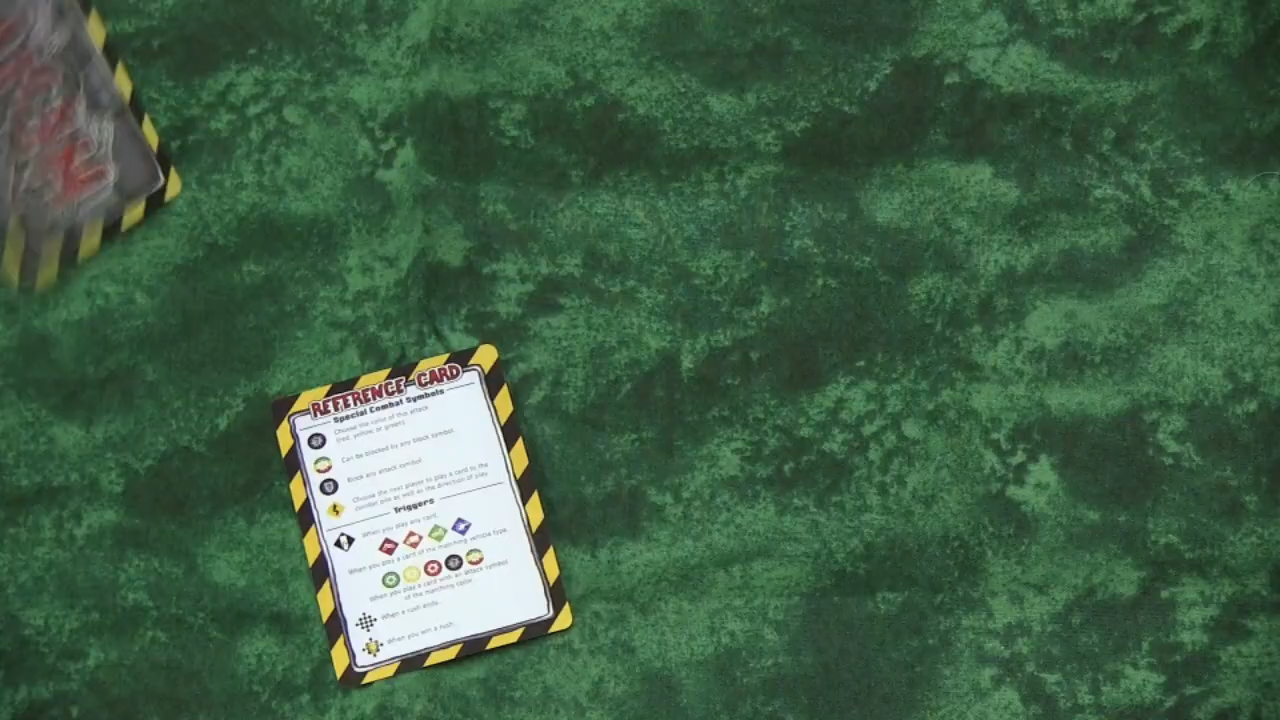 REFERENCE CARD
Special Combat Symbols
Choose the color of this attack
(red, yellow, or green).
Can be blocked by any block symbol.
Block any attack symbol.
Choose the next player to play a card to the
combat pile as well as the direction of play.
Triggers
When you play any card,
When you play a card of the matching vehicle type,
When you play a card with an attack symbol
of the matching color
When a rush ends,
When you win a rush,